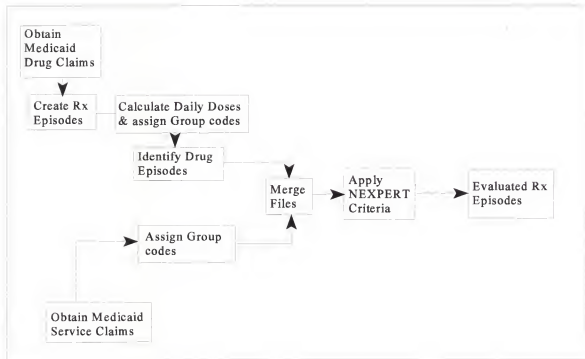 Obtain
Medicaid
Drug Claims
Create Rx
Episodes
Calculate Daily Doses
& assign Group codes
Identify Drug
Episodes
Merge
Files
Apply
NEXPERT
Criteria
Evaluated Rx
Episodes
Assign Group
codes
Obtain Medicaid
Service Claims